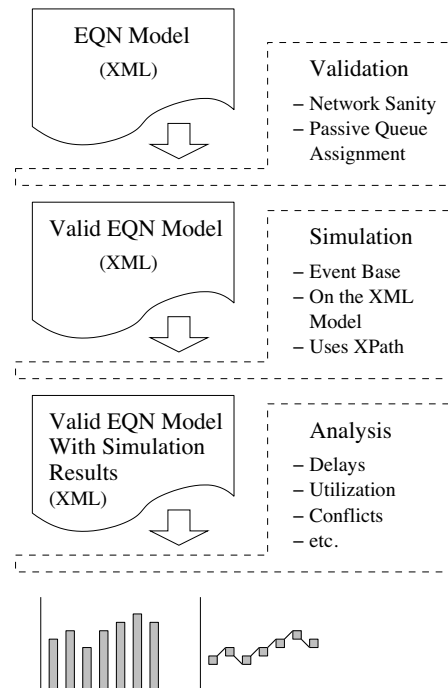 EQN Model
(XML)
Validation
– Network Sanity
– Passive Queue
Assignment
Valid EQN Model
(XML)
Simulation
– Event Base
– On the XML
Model
– Uses XPath
Valid EQN Model
With Simulation
Results
(XML)
Analysis
– Delays
– Utilization
– Conflicts
– etc.